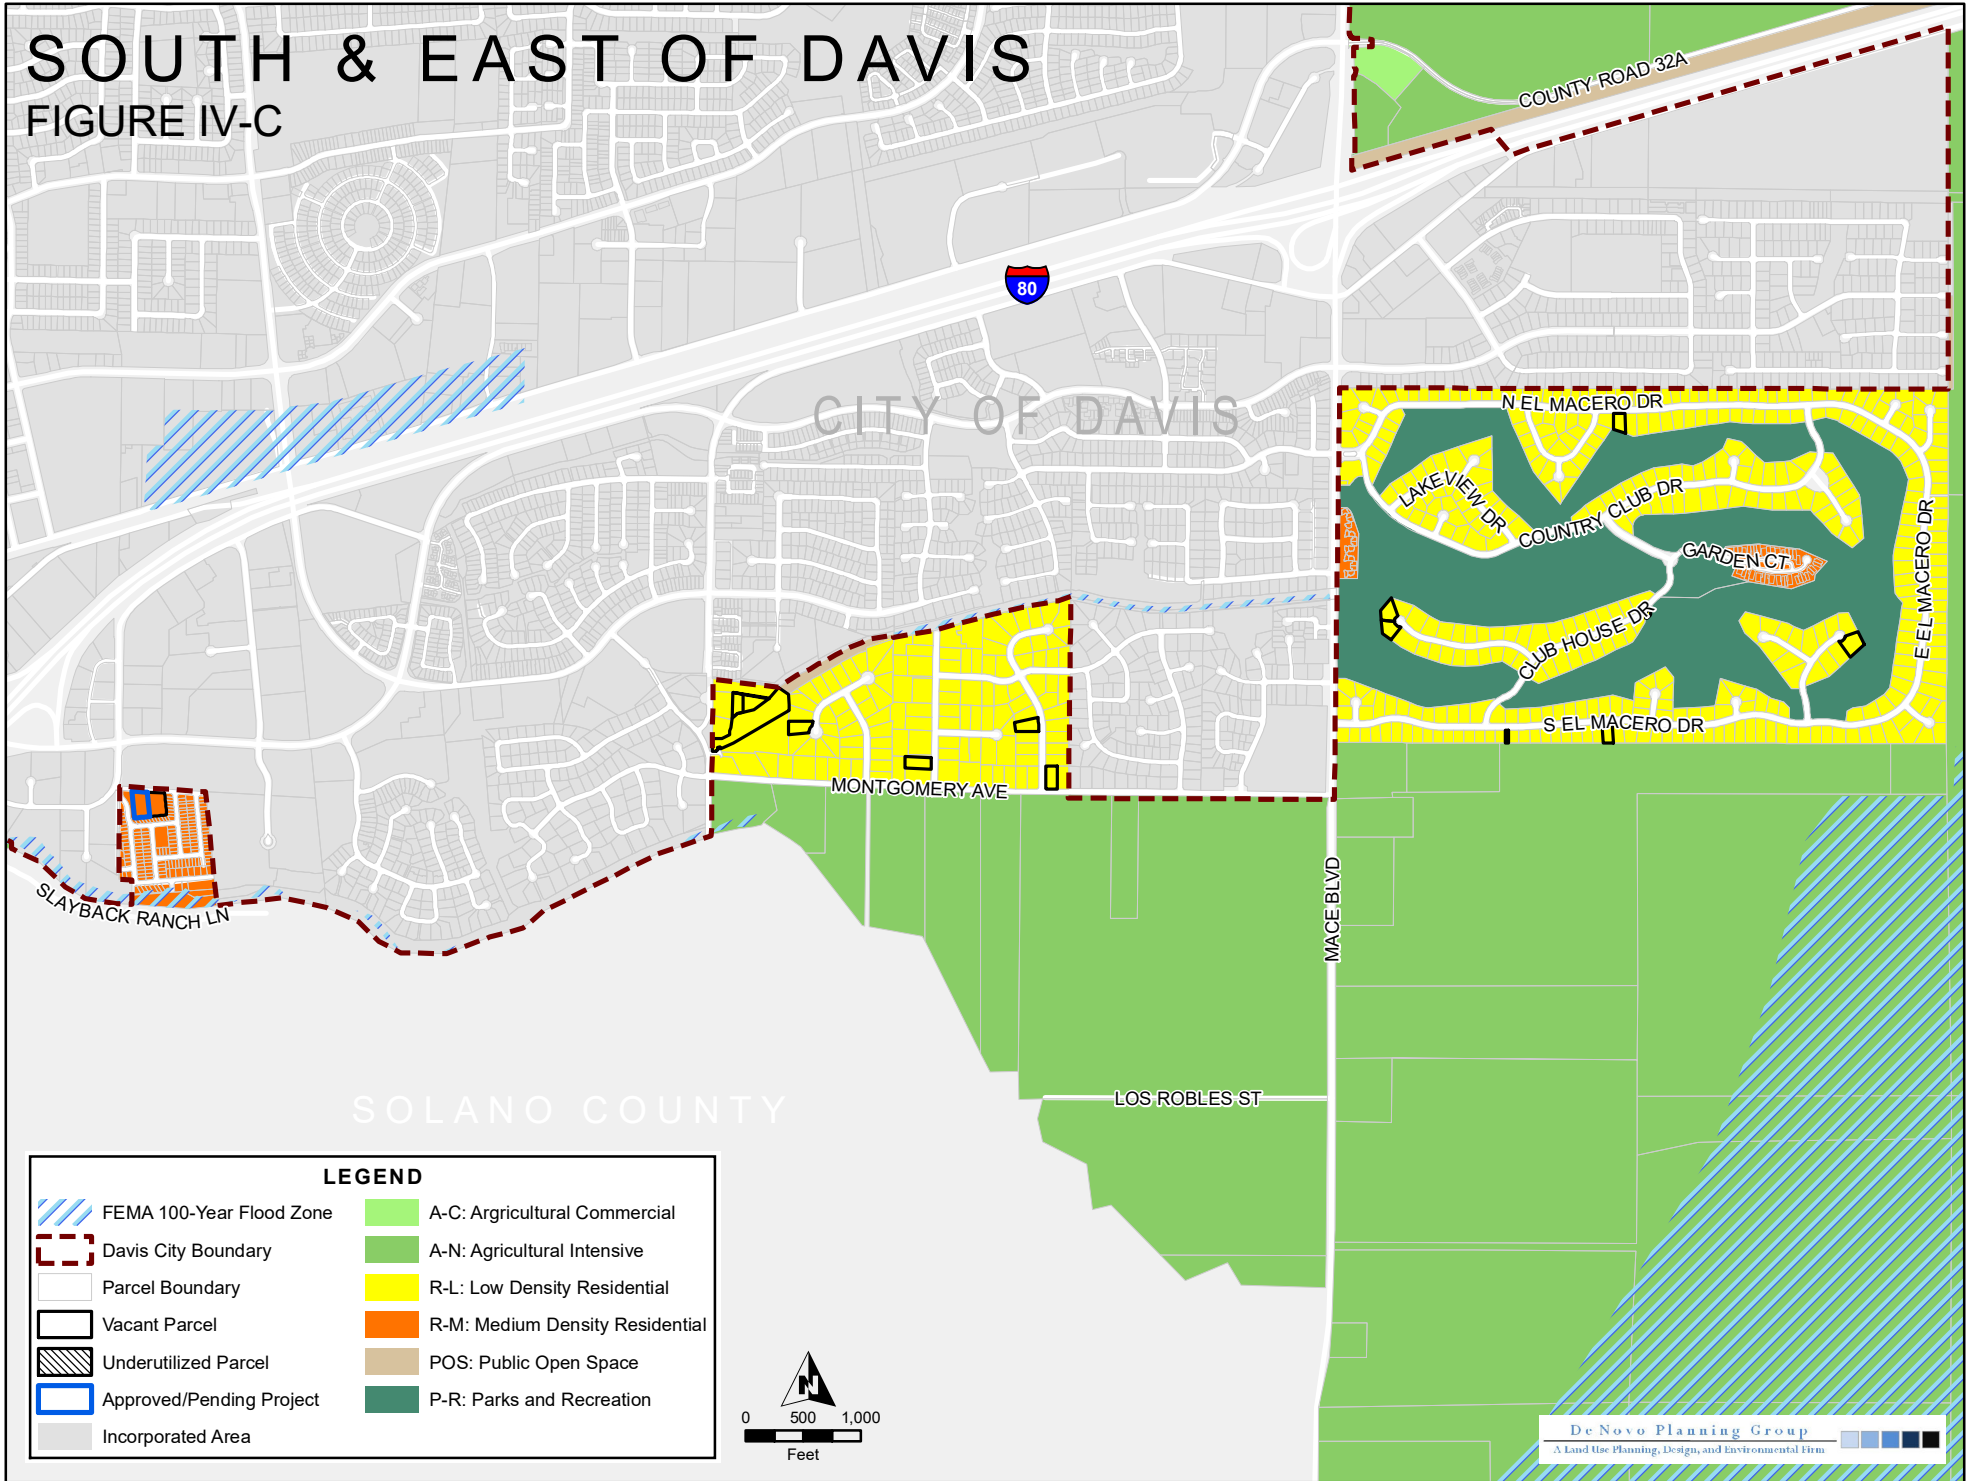 SOUTH & EAST OF DAVIS
FIGURE IV-C
COUNTY ROAD 32A
80
CITY OF DAVIS
N EL MACERO DR
LAKEVIEW DR
COUNTRY CLUB DR
GARDEN CT
E EL MACERO DR
CLUB HOUSE DR
S EL MACERO DR
MONTGOMERY AVE
SLAYBACK RANCH LN
MACE BLVD
LOS ROBLES ST
SOLANO COUNTY
LEGEND
FEMA 100-Year Flood Zone
Davis City Boundary
Parcel Boundary
Vacant Parcel
Underutilized Parcel
Approved/Pending Project
Incorporated Area
A-C: Argricultural Commercial
A-N: Agricultural Intensive
R-L: Low Density Residential
R-M: Medium Density Residential
POS: Public Open Space
P-R: Parks and Recreation
N
0 500 1,000
Feet
De Novo Planning Group
A Land Use Planning, Design, and Environmental Firm